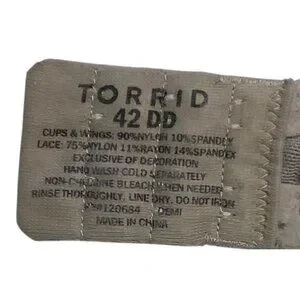 TORRID
42 DD
CUPS & WINGS: 90%NYLON 10%SPANDEX
LACE: 75%NYLON 11%RAYON 14%SPANDEX
EXCLUSIVE OF DECORATION
HAND WASH COLD SEPARATELY
NON-CHLORINE BLEACH WHEN NEEDED
RINSE THOROUGHLY. LINE DRY. DO NOT IRON
#120684 DEMI
MADE IN CHINA